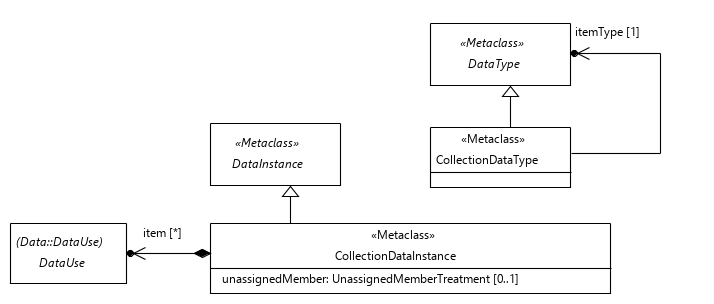 itemType [1]
«Metaclass»
DataType
«Metaclass»
CollectionDataType
«Metaclass»
DataInstance
(Data::DataUse)
DataUse
item [*]
«Metaclass»
CollectionDataInstance
unassignedMember: UnassignedMemberTreatment [0..1]